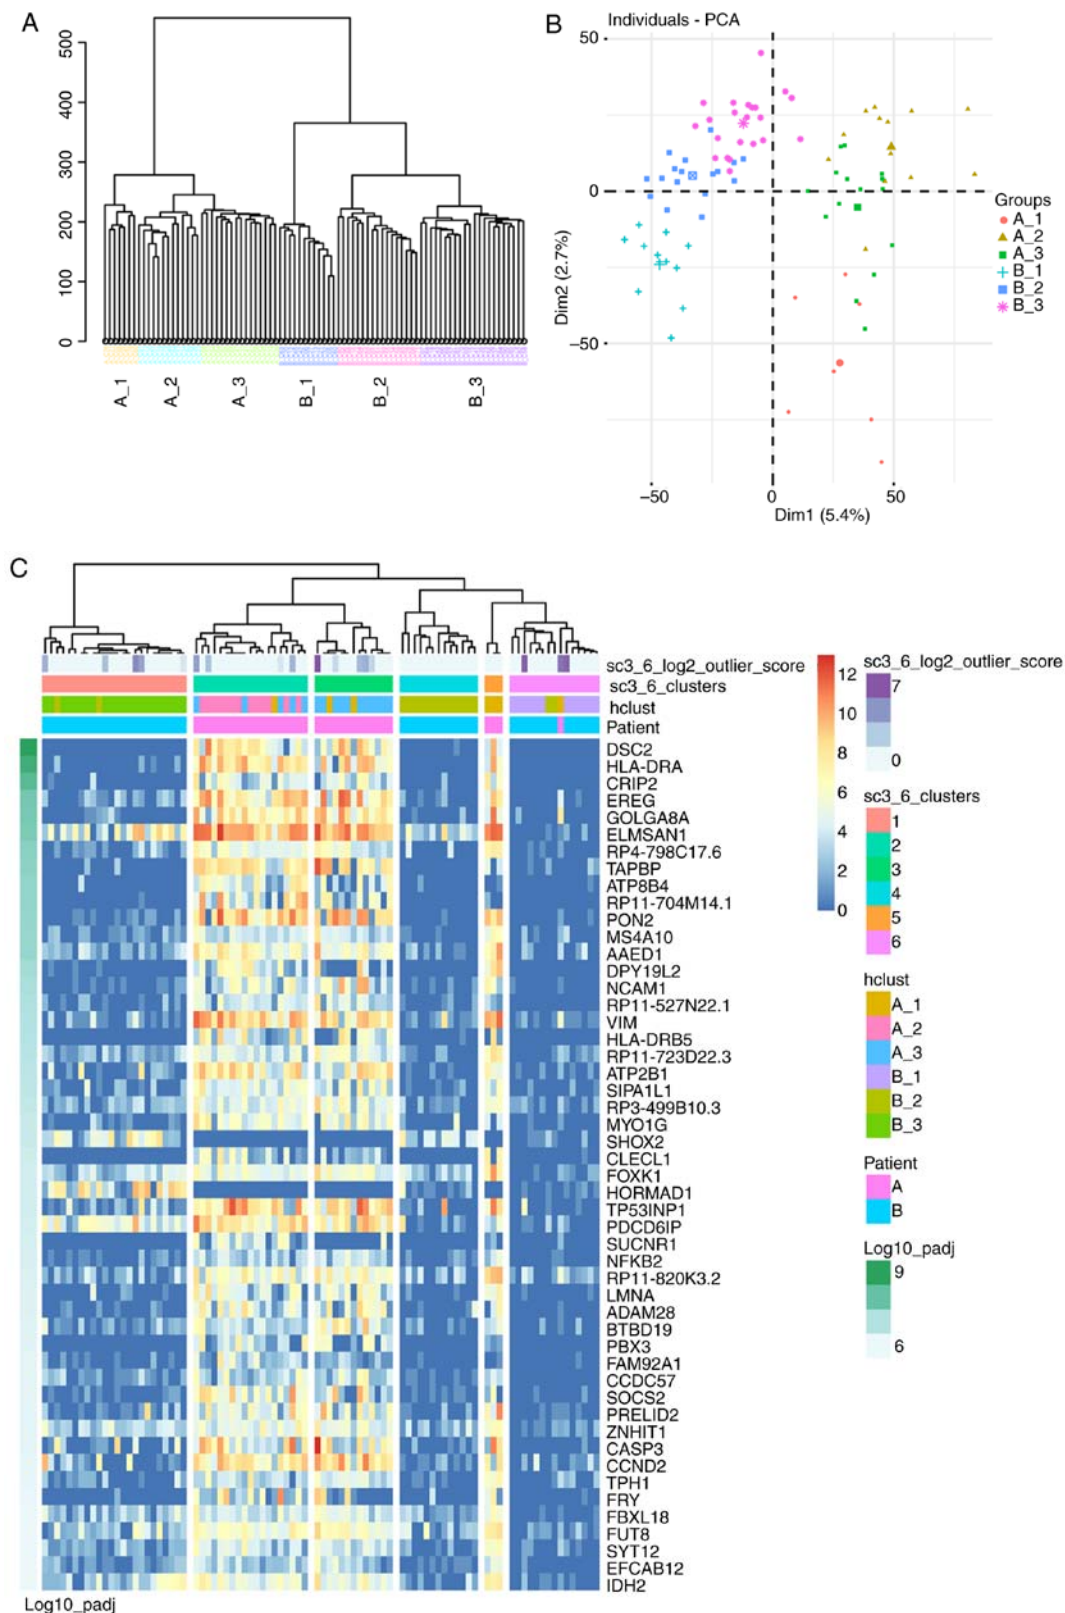 A
500
400
300
200
100
0
A_1
A_2
A_3
B_1
B_2
B_3
B
Individuals - PCA
50
0
−50
Dim2 (2.7%)
−50
0
50
Dim1 (5.4%)
Groups
A_1
A_2
A_3
B_1
B_2
B_3
C
sc3_6_log2_outlier_score
sc3_6_clusters
hclust
Patient
DSC2
HLA-DRA
CRIP2
EREG
GOLGA8A
ELMSAN1
RP4-798C17.6
TAPBP
ATP8B4
RP11-704M14.1
PON2
MS4A10
AAED1
DPY19L2
NCAM1
RP11-527N22.1
VIM
HLA-DRB5
RP11-723D22.3
ATP2B1
SIPA1L1
RP3-499B10.3
MYO1G
SHOX2
CLECL1
FOXK1
HORMAD1
TP53INP1
PDCD6IP
SUCNR1
NFKB2
RP11-820K3.2
LMNA
ADAM28
BTBD19
PBX3
FAM92A1
CCDC57
SOCS2
PRELID2
ZNHIT1
CASP3
CCND2
TPH1
FRY
FBXL18
FUT8
SYT12
EFCAB12
IDH2
Log10_padj
12
10
8
6
4
2
0
sc3_6_log2_outlier_score
7
0
sc3_6_clusters
1
2
3
4
5
6
hclust
A_1
A_2
A_3
B_1
B_2
B_3
Patient
A
B
Log10_padj
9
6